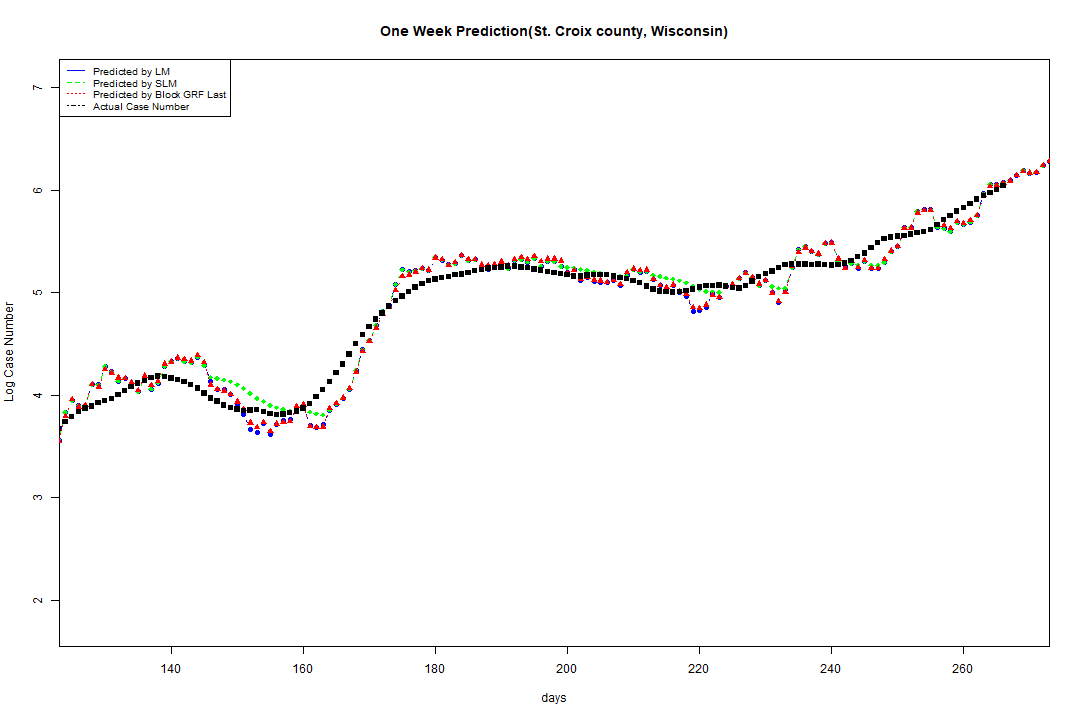 One Week Prediction(St. Croix county, Wisconsin)
Predicted by LM
Predicted by SLM
Predicted by Block GRF Last
Actual Case Number
7
6
5
4
3
2
Log Case Number
140 160 180 200 220 240 260
days